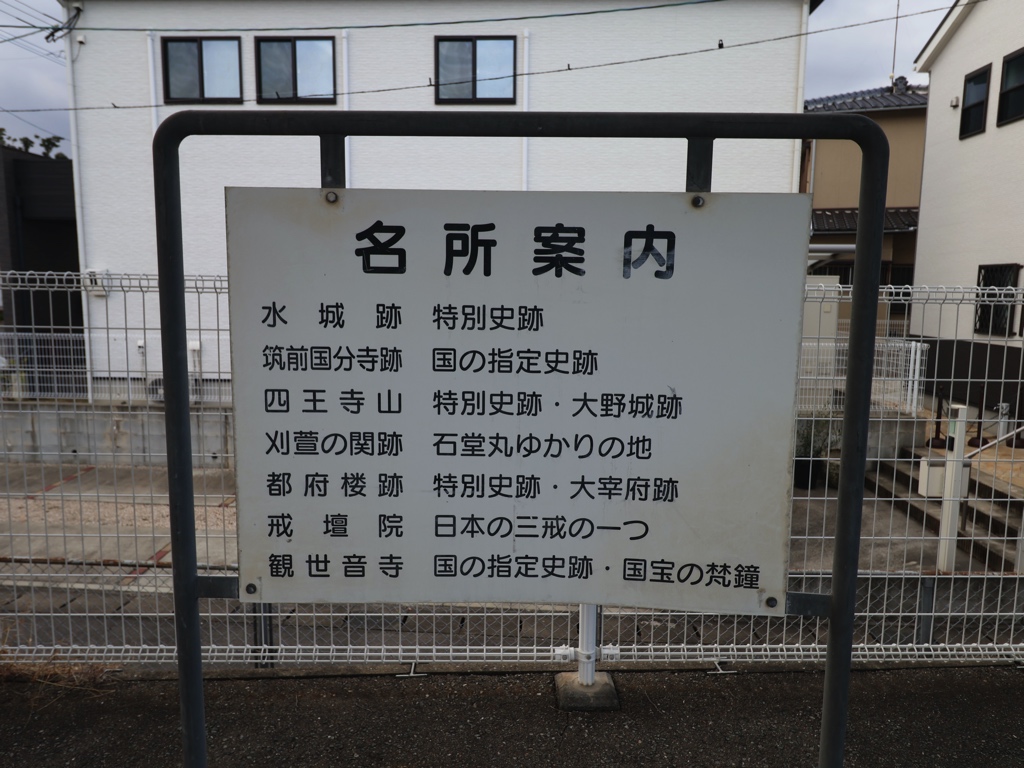 名所案内
水城跡 特別史跡
筑前国分寺跡 国の指定史跡
四王寺山 特別史跡・大野城跡
刈萱の関跡 石堂丸ゆかりの地
都府楼跡 特別史跡・大宰府跡
戒壇院 日本の三戒の一つ
観世音寺 国の指定史跡・国宝の梵鐘